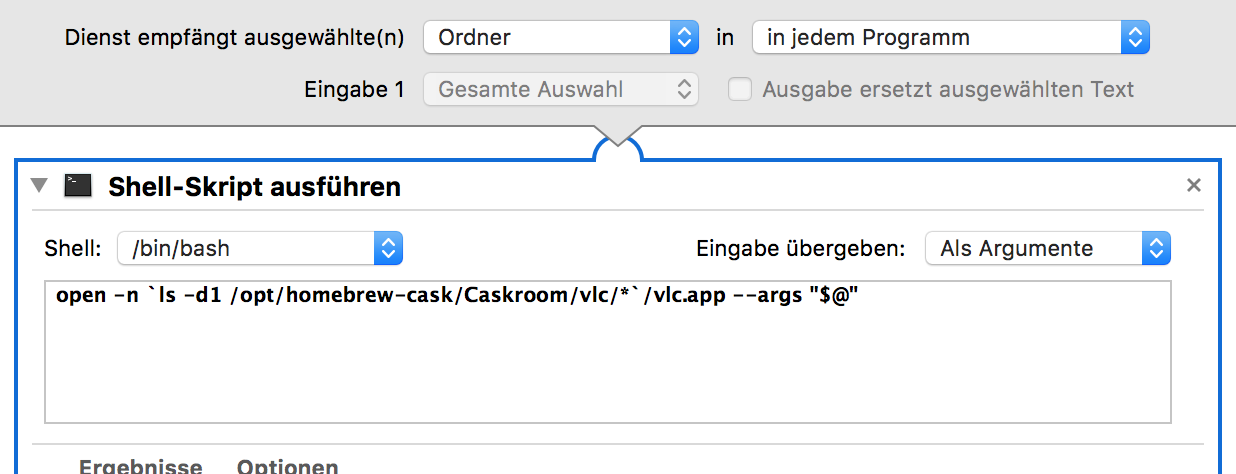 Dienst empfängt ausgewählte(n) Ordner in in jedem Programm
Eingabe 1 Gesamte Auswahl Ausgabe ersetzt ausgewählten Text
Shell-Skript ausführen
Shell: /bin/bash Eingabe übergeben: Als Argumente
open -n `ls -d1 /opt/homebrew-cask/Caskroom/vlc/*`/vlc.app --args "$@"
Ergebnisse Optionen